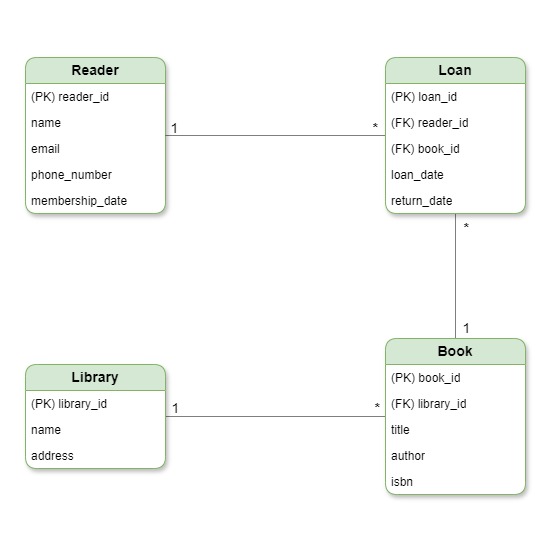 Reader
(PK) reader_id
name
email
phone_number
membership_date
1
*
Loan
(PK) loan_id
(FK) reader_id
(FK) book_id
loan_date
return_date
*
1
Library
(PK) library_id
name
address
1
*
Book
(PK) book_id
(FK) library_id
title
author
isbn